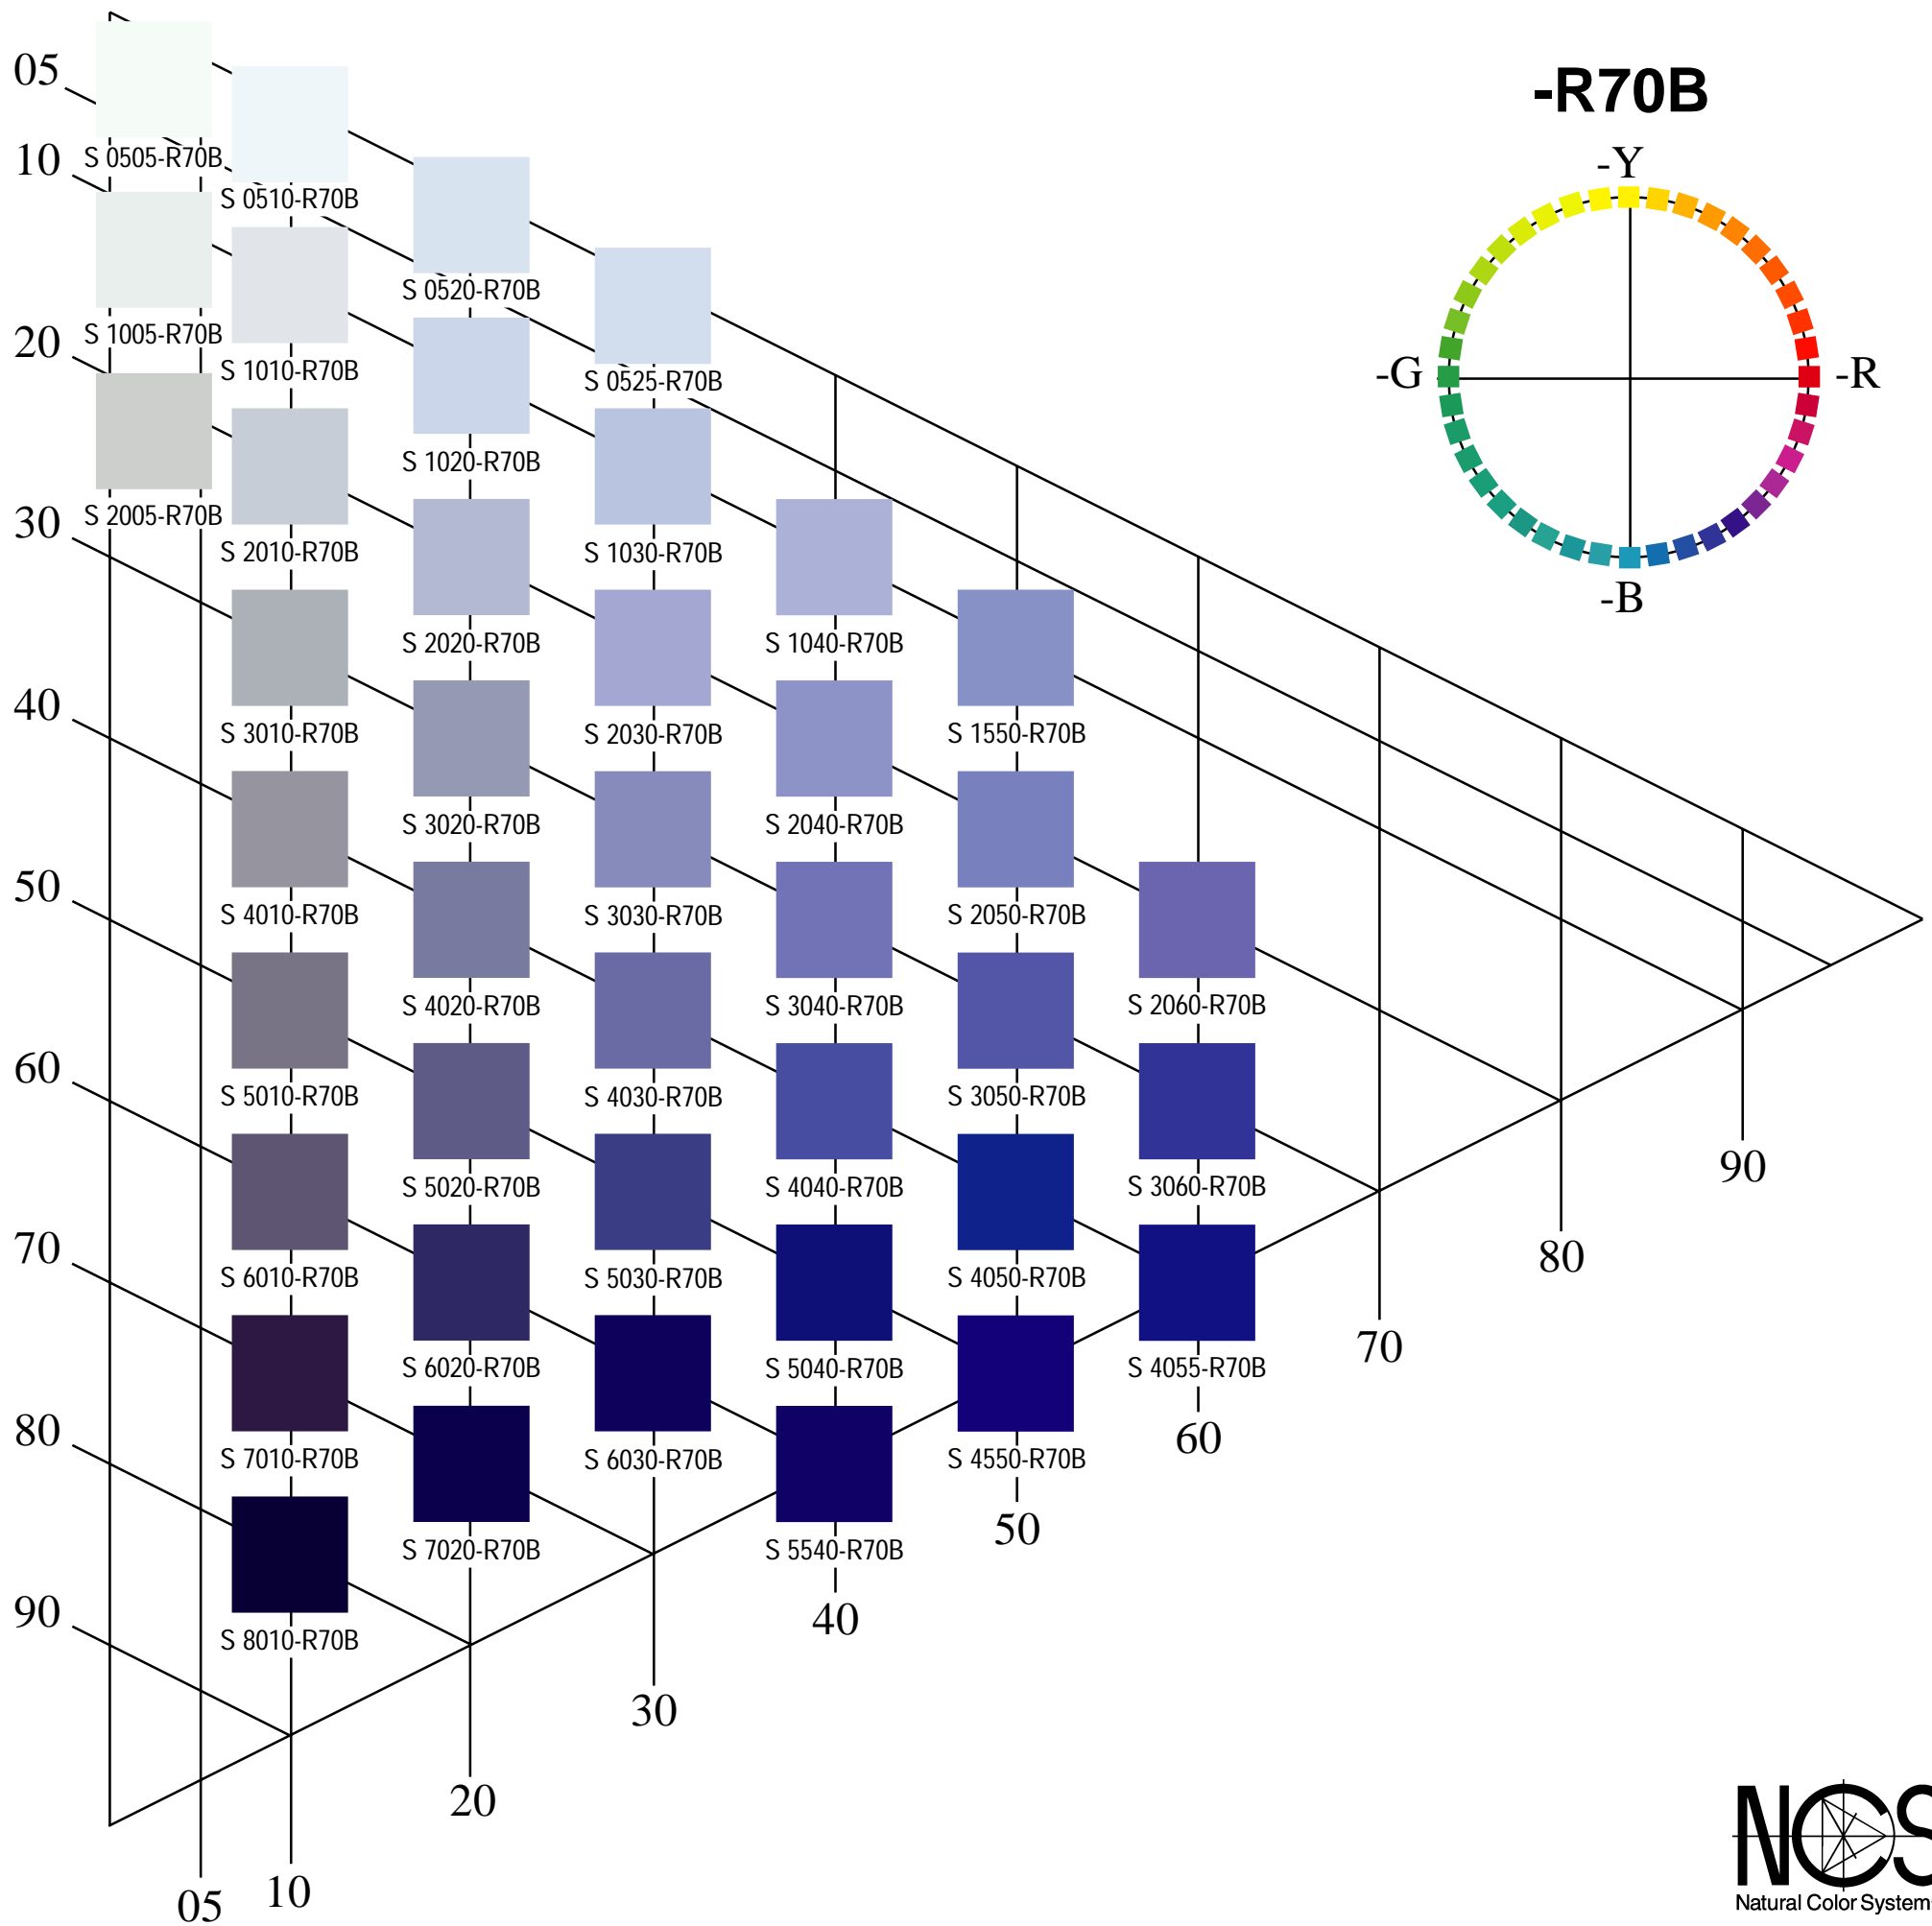 -R70B
-Y
-G
-R
-B
05
10
20
30
40
50
60
70
80
90
S 0505-R70B
S 0510-R70B
S 0520-R70B
S 1005-R70B
S 1010-R70B
S 0525-R70B
S 1020-R70B
S 2005-R70B
S 2010-R70B
S 1030-R70B
S 2020-R70B
S 1040-R70B
S 3010-R70B
S 2030-R70B
S 1550-R70B
S 3020-R70B
S 2040-R70B
S 4010-R70B
S 3030-R70B
S 2050-R70B
S 4020-R70B
S 3040-R70B
S 2060-R70B
S 5010-R70B
S 4030-R70B
S 3050-R70B
S 5020-R70B
S 4040-R70B
S 3060-R70B
S 6010-R70B
S 5030-R70B
S 4050-R70B
S 6020-R70B
S 5040-R70B
S 4055-R70B
S 7010-R70B
S 6030-R70B
S 4550-R70B
S 7020-R70B
S 5540-R70B
S 8010-R70B
90
80
70
60
50
40
30
20
10
05
NCS
Natural Color System